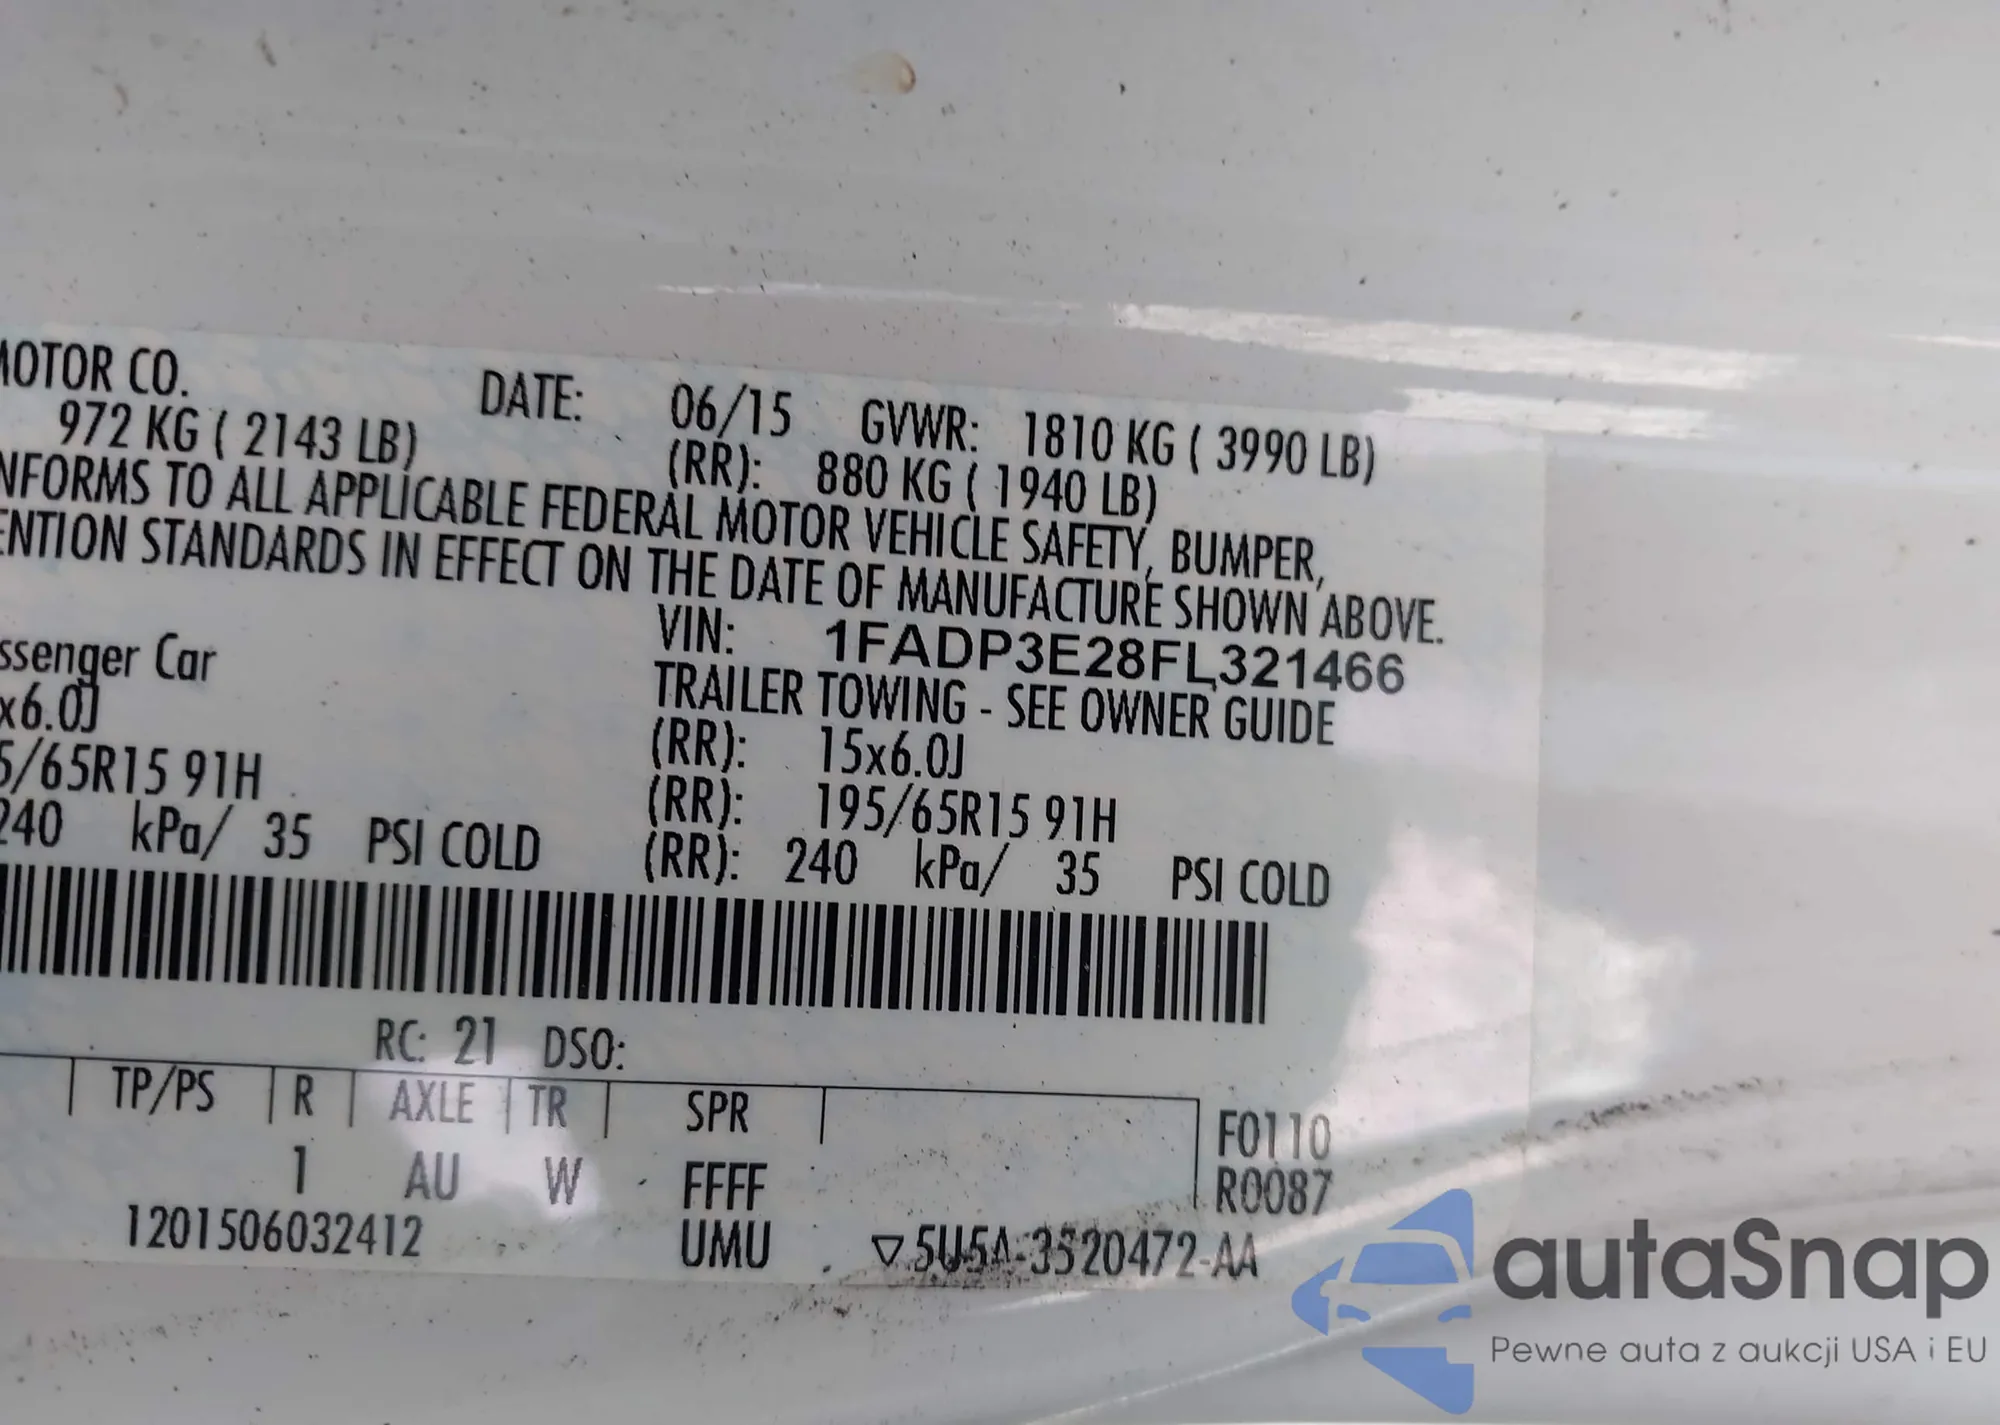 MOTOR CO.
DATE: 06/15 GVWR: 1810 KG ( 3990 LB)
972 KG ( 2143 LB) (RR): 880 KG ( 1940 LB)
NFORMS TO ALL APPLICABLE FEDERAL MOTOR VEHICLE SAFETY, BUMPER,
ENTION STANDARDS IN EFFECT ON THE DATE OF MANUFACTURE SHOWN ABOVE.
VIN: 1FADP3E28FL321466
ssenger Car TRAILER TOWING - SEE OWNER GUIDE
x6.0J (RR): 15x6.0J
5/65R15 91H (RR): 195/65R15 91H
240 kPa/ 35 PSI COLD (RR): 240 kPa/ 35 PSI COLD
RC: 21 DSO:
TP/PS R AXLE TR SPR F0110
1 AU W FFFF R0087
1201506032412 UMU ▽5U5A-3520472-AA
autaSnap
Pewne auta z aukcji USA i EU